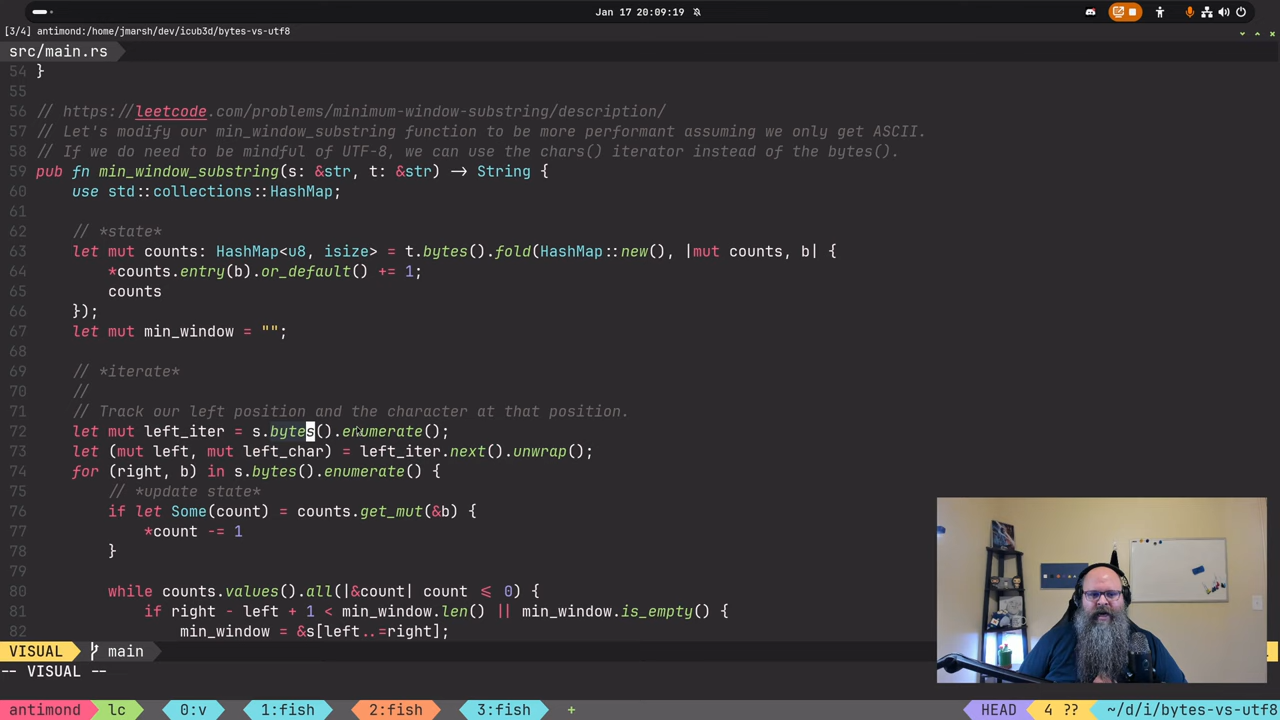 Jan 17 20:09:19
[3/4] antimond:/home/jmarsh/dev/icub3d/bytes-vs-utf8
src/main.rs
54 }
55
56 // https://leetcode.com/problems/minimum-window-substring/description/
57 // Let's modify our min_window_substring function to be more performant assuming we only get ASCII.
58 // If we do need to be mindful of UTF-8, we can use the chars() iterator instead of the bytes().
59 pub fn min_window_substring(s: &str, t: &str) -> String {
60 use std::collections::HashMap;
61
62 // *state*
63 let mut counts: HashMap<u8, isize> = t.bytes().fold(HashMap::new(), |mut counts, b| {
64 *counts.entry(b).or_default() += 1;
65 counts
66 });
67 let mut min_window = "";
68
69 // *iterate*
70 //
71 // Track our left position and the character at that position.
72 let mut left_iter = s.bytes().enumerate();
73 let (mut left, mut left_char) = left_iter.next().unwrap();
74 for (right, b) in s.bytes().enumerate() {
75 // *update state*
76 if let Some(count) = counts.get_mut(&b) {
77 *count -= 1
78 }
79
80 while counts.values().all(|&count| count <= 0) {
81 if right - left + 1 < min_window.len() || min_window.is_empty() {
82 min_window = &s[left..=right];
VISUAL main
-- VISUAL --
antimond lc 0:v 1:fish 2:fish 3:fish + HEAD 4 ?? ~/d/i/bytes-vs-utf8